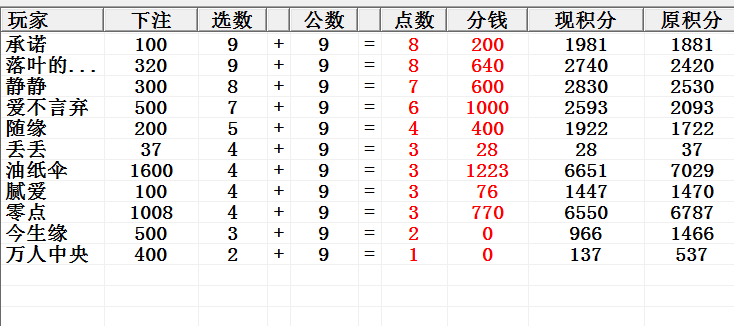 玩家 下注 选数 公数 点数 分钱 现积分 原积分
承诺 100 9 + 9 = 8 200 1981 1881
落叶的... 320 9 + 9 = 8 640 2740 2420
静静 300 8 + 9 = 7 600 2830 2530
爱不言弃 500 7 + 9 = 6 1000 2593 2093
随缘 200 5 + 9 = 4 400 1922 1722
丢丢 37 4 + 9 = 3 28 28 37
油纸伞 1600 4 + 9 = 3 1223 6651 7029
腻爱 100 4 + 9 = 3 76 1447 1470
零点 1008 4 + 9 = 3 770 6550 6787
今生缘 500 3 + 9 = 2 0 966 1466
万人中央 400 2 + 9 = 1 0 137 537